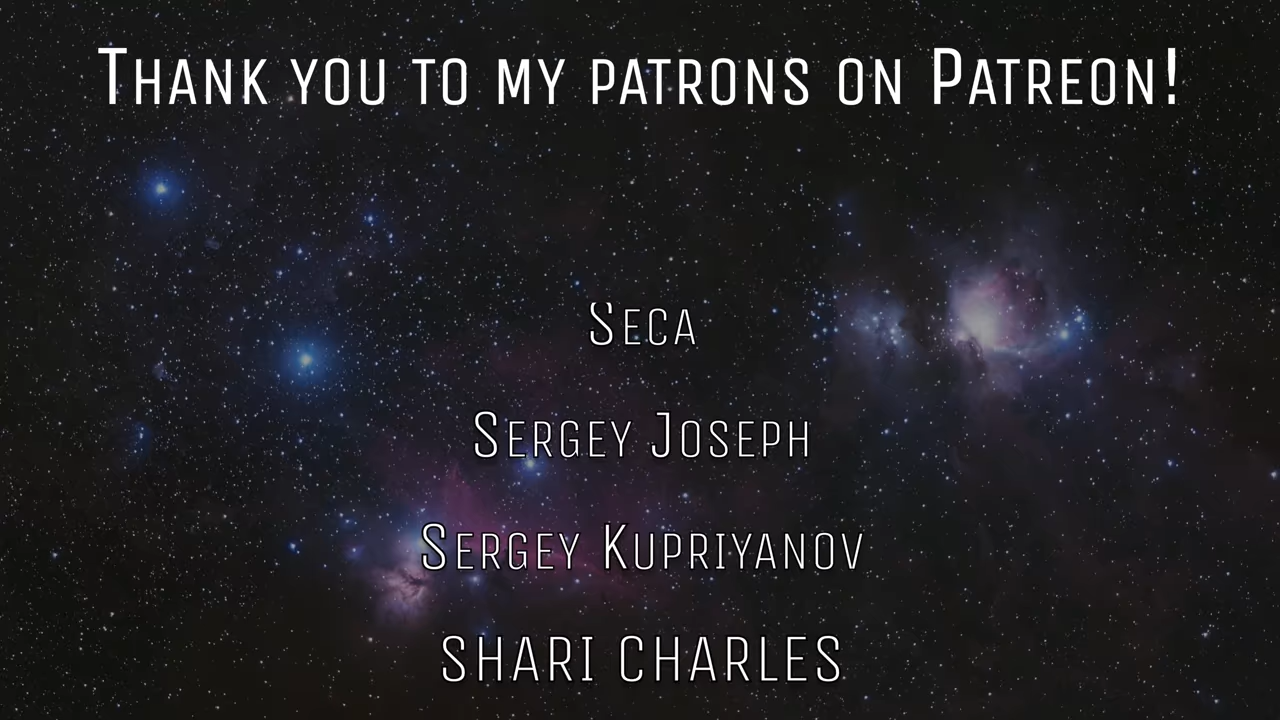 Thank you to my patrons on Patreon!
Seca
Sergey Joseph
Sergey Kupriyanov
SHARI CHARLES